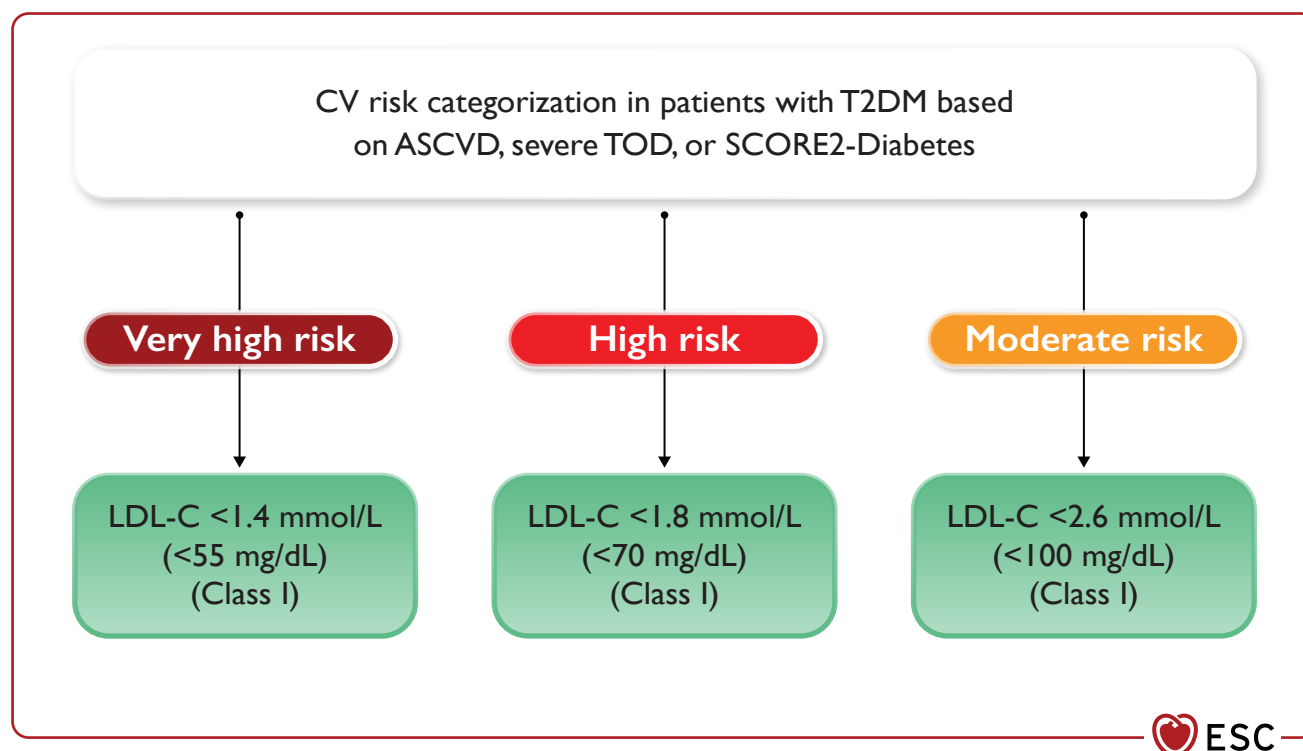 CV risk categorization in patients with T2DM based
on ASCVD, severe TOD, or SCORE2-Diabetes
Very high risk
High risk
Moderate risk
LDL-C <1.4 mmol/L
(<55 mg/dL)
(Class I)
LDL-C <1.8 mmol/L
(<70 mg/dL)
(Class I)
LDL-C <2.6 mmol/L
(<100 mg/dL)
(Class I)
ESC